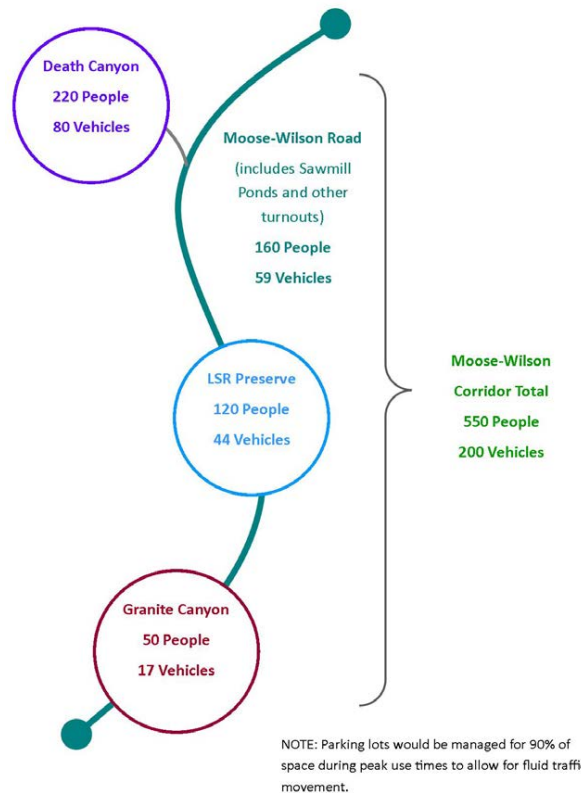 Death Canyon
220 People
80 Vehicles
Moose-Wilson Road
(includes Sawmill
Ponds and other
turnouts)
160 People
59 Vehicles
LSR Preserve
120 People
44 Vehicles
Moose-Wilson
Corridor Total
550 People
200 Vehicles
Granite Canyon
50 People
17 Vehicles
NOTE: Parking lots would be managed for 90% of
space during peak use times to allow for fluid traffi
movement.